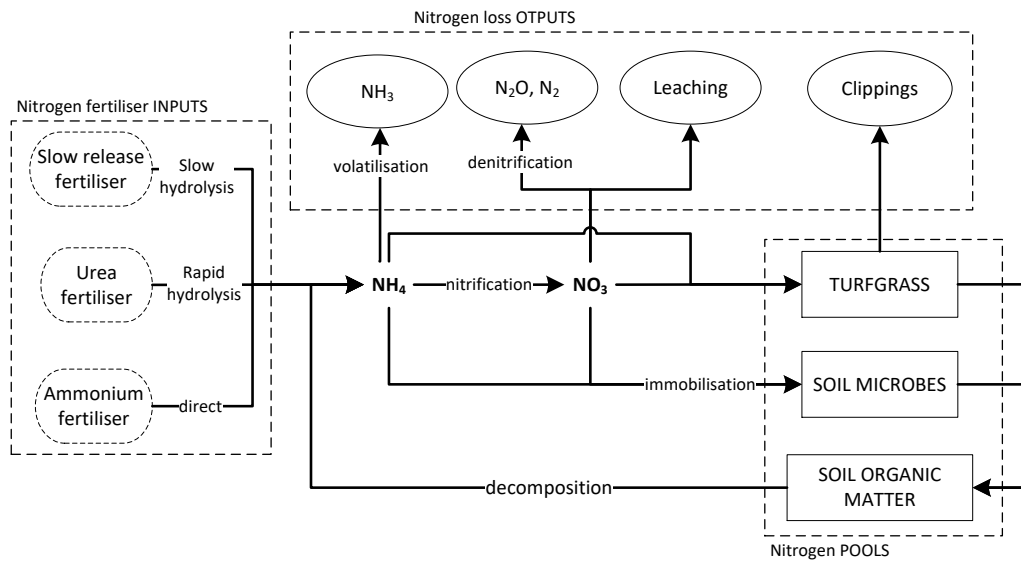 Nitrogen loss OTPUTS
NH₃
N₂O, N₂
Leaching
Clippings
volatilisation
denitrification
Nitrogen fertiliser INPUTS
Slow release
fertiliser
Slow
hydrolysis
Urea
fertiliser
Rapid
hydrolysis
Ammonium
fertiliser
direct
NH₄
nitrification
NO₃
TURFGRASS
immobilisation
SOIL MICROBES
decomposition
SOIL ORGANIC
MATTER
Nitrogen POOLS